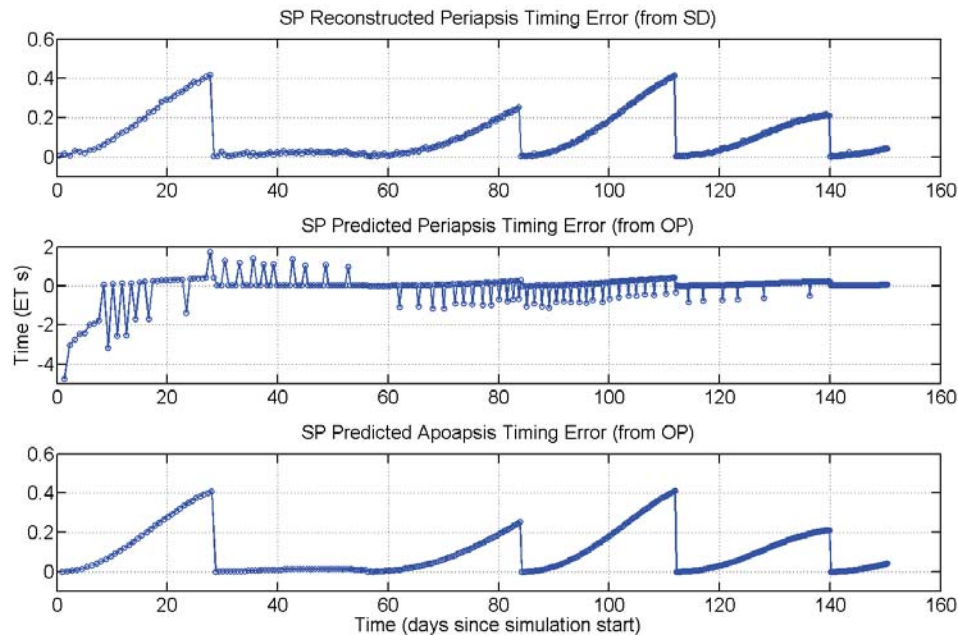 SP Reconstructed Periapsis Timing Error (from SD)
0.6
0.4
0.2
0
0 20 40 60 80 100 120 140 160
SP Predicted Periapsis Timing Error (from OP)
2
0
-2
-4
Time (ET s)
0 20 40 60 80 100 120 140 160
SP Predicted Apoapsis Timing Error (from OP)
0.6
0.4
0.2
0
0 20 40 60 80 100 120 140 160
Time (days since simulation start)